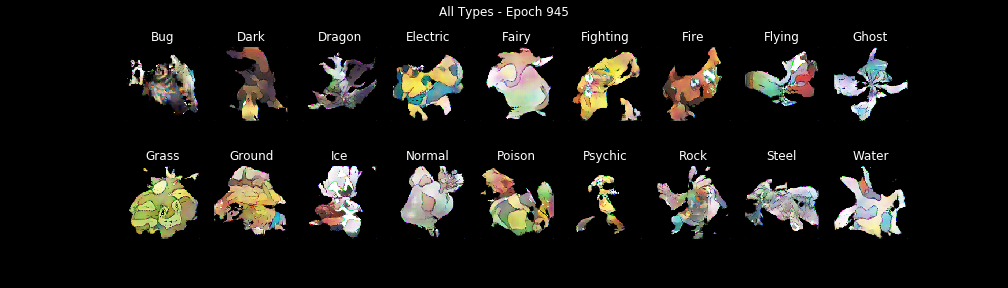 All Types - Epoch 945
Bug Dark Dragon Electric Fairy Fighting Fire Flying Ghost
Grass Ground Ice Normal Poison Psychic Rock Steel Water